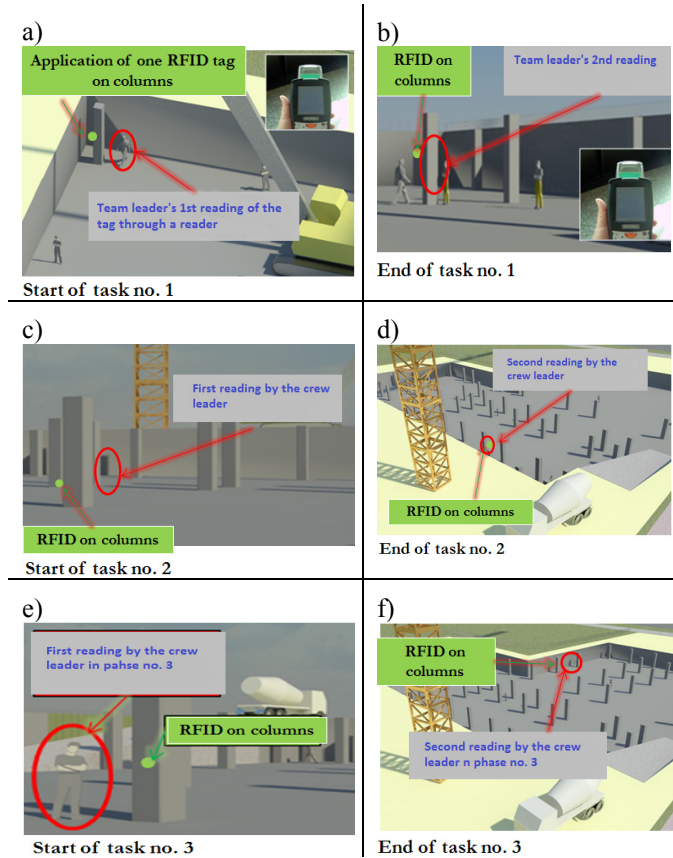 a)
Application of one RFID tag
on columns
Team leader's 1st reading of the
tag through a reader
Start of task no. 1
b)
RFID on
columns
Team leader's 2nd reading
End of task no. 1
c)
First reading by the crew
leader
RFID on columns
Start of task no. 2
d)
Second reading by the
crew leader
RFID on columns
End of task no. 2
e)
First reading by the crew
leader in pahse no. 3
RFID on columns
Start of task no. 3
f)
RFID on
columns
Second reading by the crew
leader n phase no. 3
End of task no. 3